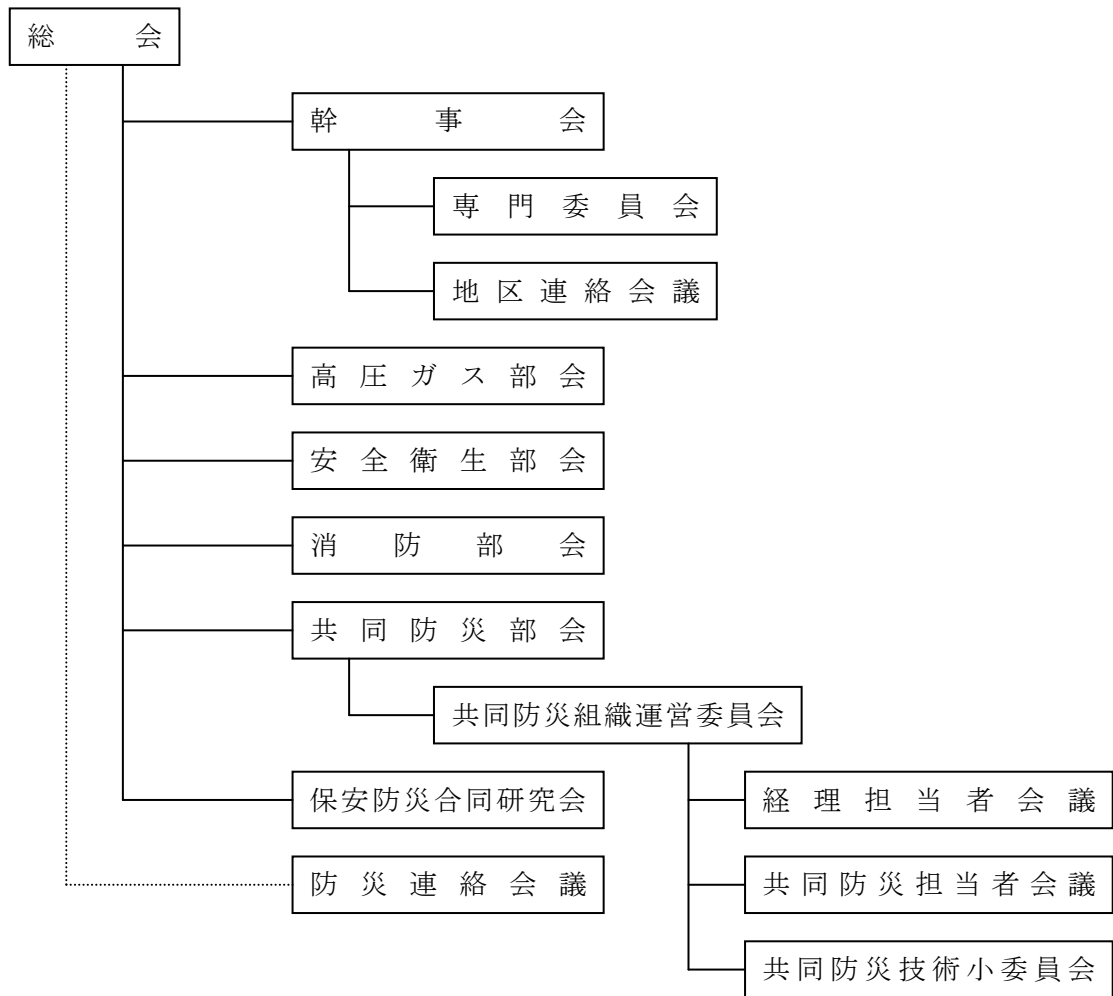 総会
幹事会
専門委員会
地区連絡会議
高圧ガス部会
安全衛生部会
消防部会
共同防災部会
共同防災組織運営委員会
保安防災合同研究会
経理担当者会議
防災連絡会議
共同防災担当者会議
共同防災技術小委員会